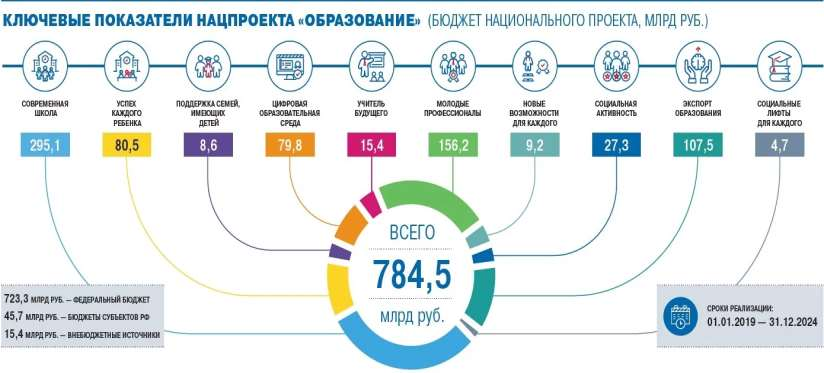 КЛЮЧЕВЫЕ ПОКАЗАТЕЛИ НАЦПРОЕКТА «ОБРАЗОВАНИЕ» (БЮДЖЕТ НАЦИОНАЛЬНОГО ПРОЕКТА, МЛРД РУБ.)
СОВРЕМЕННАЯ
ШКОЛА
295,1
УСПЕХ
КАЖДОГО
РЕБЕНКА
80,5
ПОДДЕРЖКА СЕМЕЙ,
ИМЕЮЩИХ
ДЕТЕЙ
8,6
ЦИФРОВАЯ
ОБРАЗОВАТЕЛЬНАЯ
СРЕДА
79,8
УЧИТЕЛЬ
БУДУЩЕГО
15,4
МОЛОДЫЕ
ПРОФЕССИОНАЛЫ
156,2
НОВЫЕ
ВОЗМОЖНОСТИ
ДЛЯ КАЖДОГО
9,2
СОЦИАЛЬНАЯ
АКТИВНОСТЬ
27,3
ЭКСПОРТ
ОБРАЗОВАНИЯ
107,5
СОЦИАЛЬНЫЕ
ЛИФТЫ
ДЛЯ КАЖДОГО
4,7
ВСЕГО
784,5
млрд руб.
723,3 МЛРД РУБ. — ФЕДЕРАЛЬНЫЙ БЮДЖЕТ
45,7 МЛРД РУБ. — БЮДЖЕТЫ СУБЪЕКТОВ РФ
15,4 МЛРД РУБ. — ВНЕБЮДЖЕТНЫЕ ИСТОЧНИКИ
СРОКИ РЕАЛИЗАЦИИ:
01.01.2019 — 31.12.2024